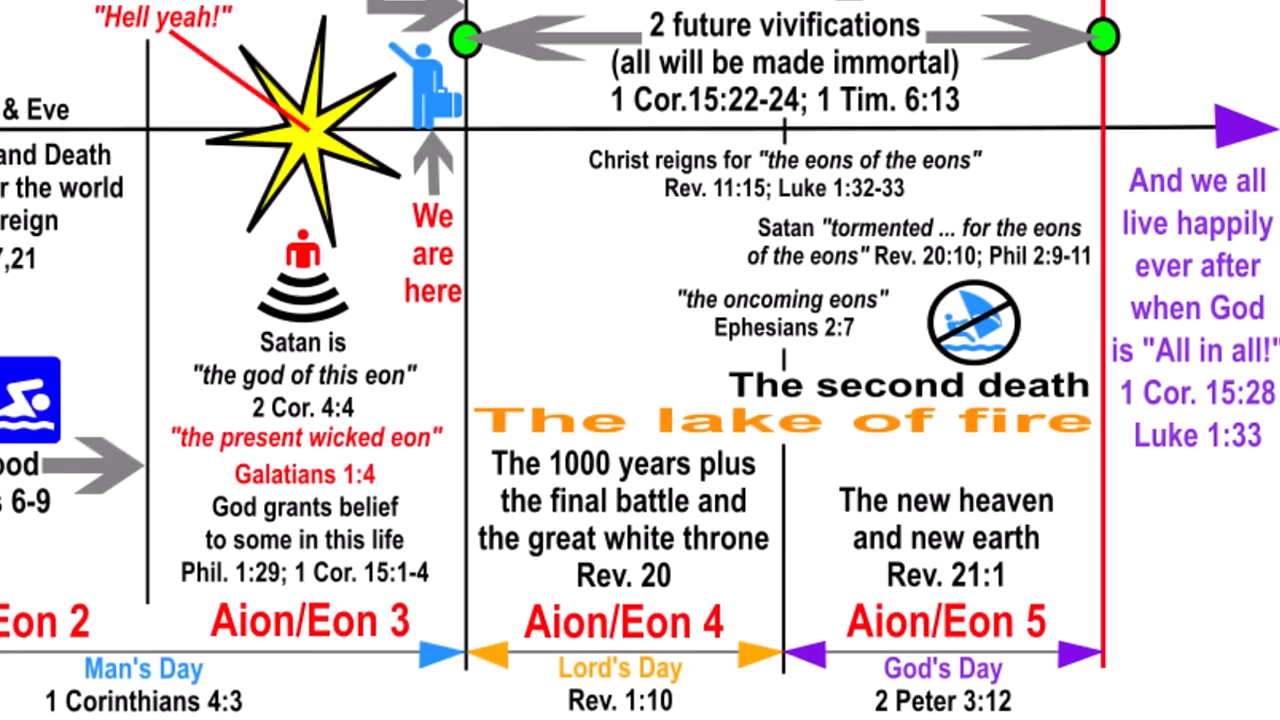 "Hell yeah!"
& Eve
and Death
r the world
reign
7,21
ood
s 6-9
Eon 2
We
are
here
Satan is
"the god of this eon"
2 Cor. 4:4
"the present wicked eon"
Galatians 1:4
God grants belief
to some in this life
Phil. 1:29; 1 Cor. 15:1-4
Aion/Eon 3
Man's Day
1 Corinthians 4:3
2 future vivifications
(all will be made immortal)
1 Cor.15:22-24; 1 Tim. 6:13
Christ reigns for "the eons of the eons"
Rev. 11:15; Luke 1:32-33
Satan "tormented ... for the eons
of the eons" Rev. 20:10; Phil 2:9-11
"the oncoming eons"
Ephesians 2:7
The second death
The lake of fire
The 1000 years plus
the final battle and
the great white throne
Rev. 20
Aion/Eon 4
Lord's Day
Rev. 1:10
The new heaven
and new earth
Rev. 21:1
Aion/Eon 5
God's Day
2 Peter 3:12
And we all
live happily
ever after
when God
is "All in all!"
1 Cor. 15:28
Luke 1:33